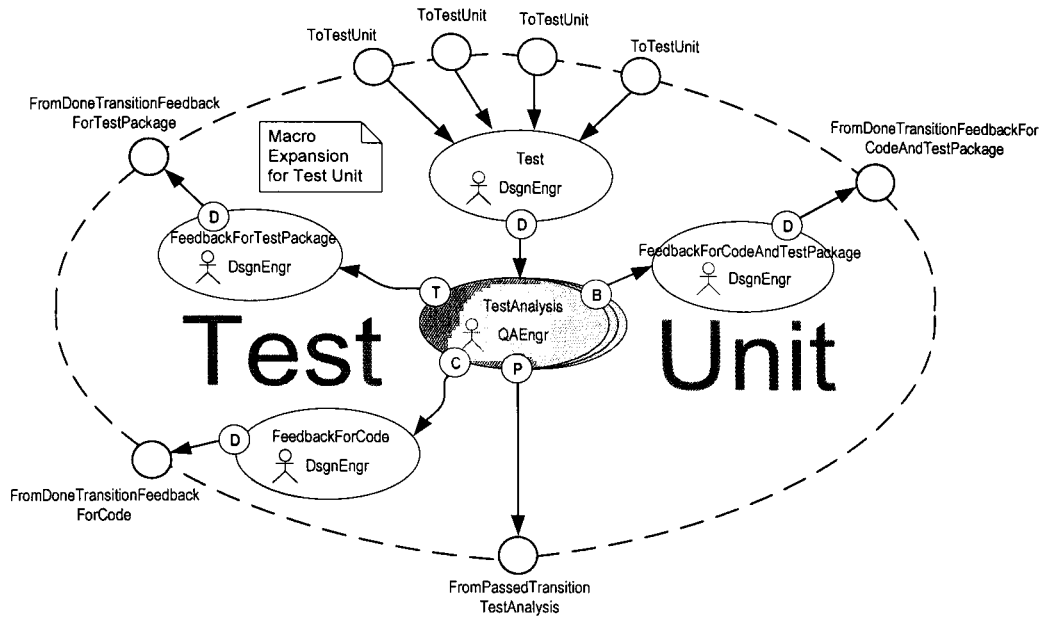 ToTestUnit
ToTestUnit
ToTestUnit
ToTestUnit
FromDoneTransitionFeedback
ForTestPackage
Macro
Expansion
for Test Unit
FromDoneTransitionFeedbackFor
CodeAndTestPackage
Test
DsgnEngr
D
D
FeedbackForTestPackage
DsgnEngr
D
FeedbackForCodeAndTestPackage
DsgnEngr
T
B
TestAnalysis
QAEngr
C
P
Test
Unit
D
FeedbackForCode
DsgnEngr
FromDoneTransitionFeedback
ForCode
FromPassedTransition
TestAnalysis